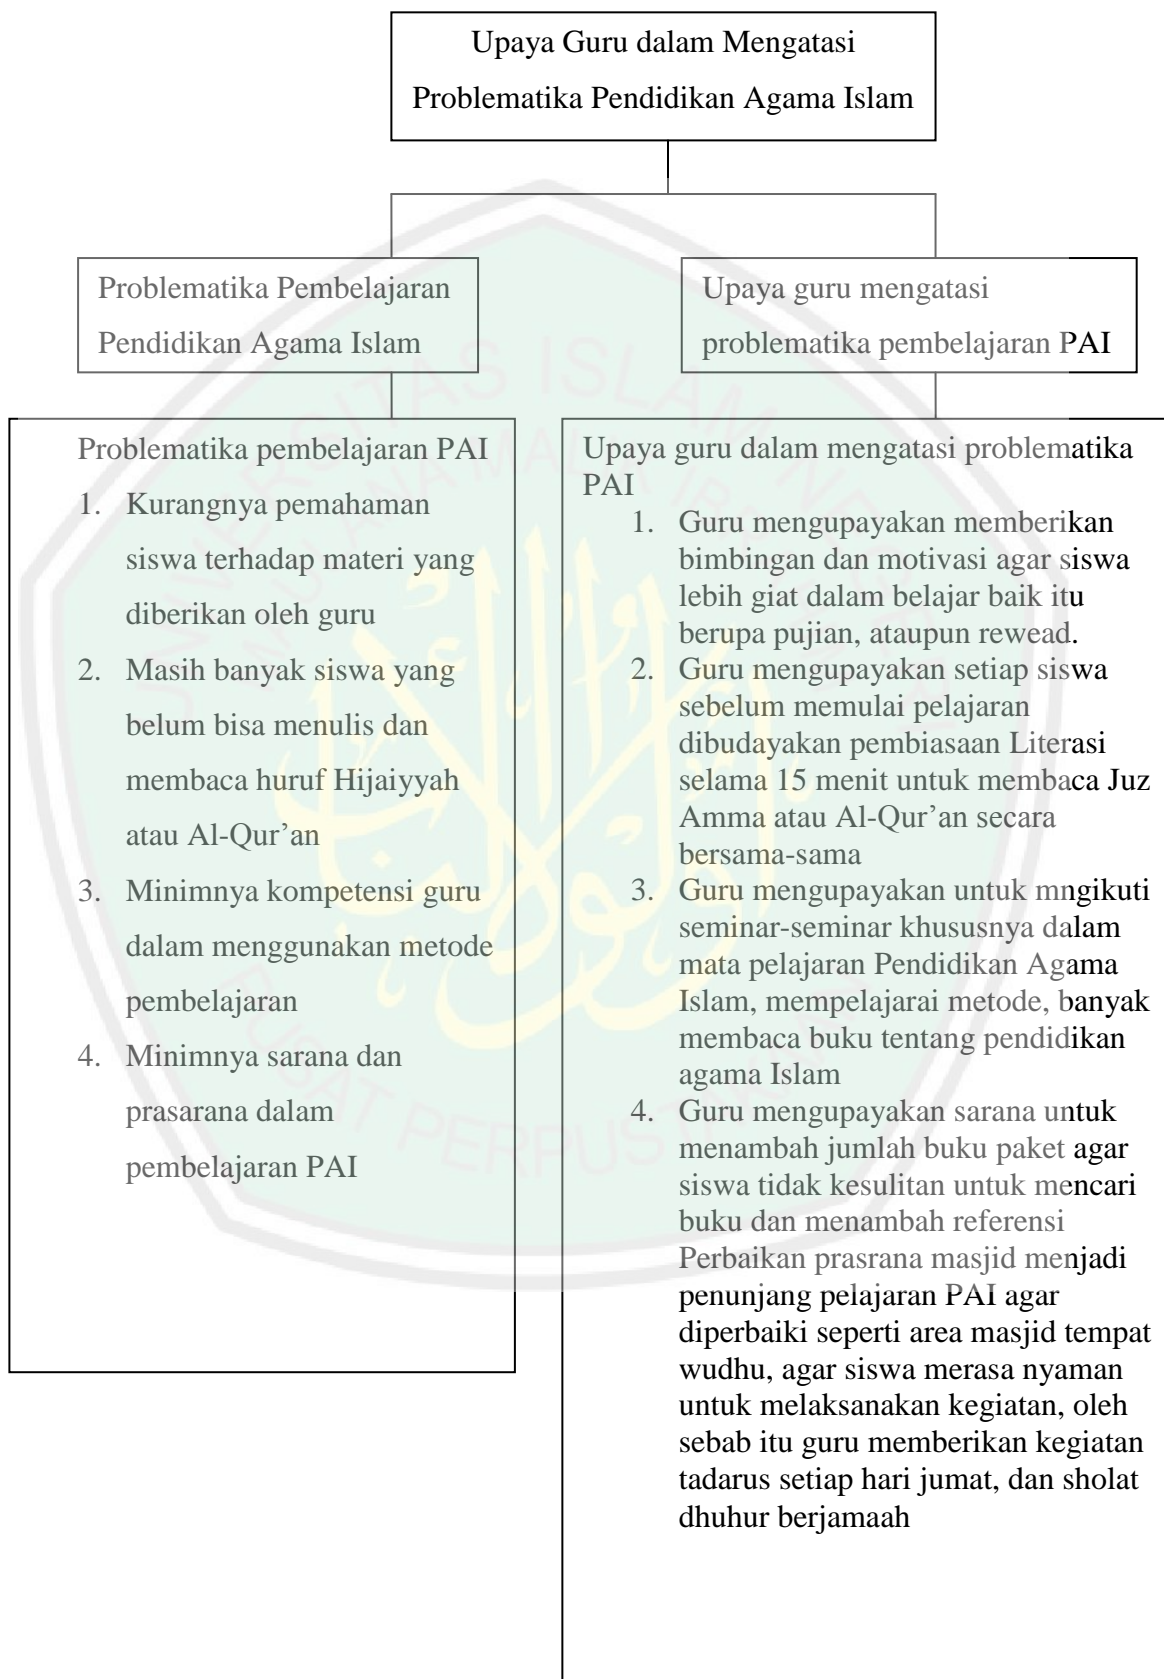 Upaya Guru dalam Mengatasi
Problematika Pendidikan Agama Islam
Problematika Pembelajaran
Pendidikan Agama Islam
Upaya guru mengatasi
problematika pembelajaran PAI
Problematika pembelajaran PAI
1. Kurangnya pemahaman
siswa terhadap materi yang
diberikan oleh guru
2. Masih banyak siswa yang
belum bisa menulis dan
membaca huruf Hijaiyyah
atau Al-Qur’an
3. Minimnya kompetensi guru
dalam menggunakan metode
pembelajaran
4. Minimnya sarana dan
prasarana dalam
pembelajaran PAI
Upaya guru dalam mengatasi problematika
PAI
1. Guru mengupayakan memberikan
bimbingan dan motivasi agar siswa
lebih giat dalam belajar baik itu
berupa pujian, ataupun rewead.
2. Guru mengupayakan setiap siswa
sebelum memulai pelajaran
dibudayakan pembiasaan Literasi
selama 15 menit untuk membaca Juz
Amma atau Al-Qur’an secara
bersama-sama
3. Guru mengupayakan untuk mngikuti
seminar-seminar khususnya dalam
mata pelajaran Pendidikan Agama
Islam, mempelajarai metode, banyak
membaca buku tentang pendidikan
agama Islam
4. Guru mengupayakan sarana untuk
menambah jumlah buku paket agar
siswa tidak kesulitan untuk mencari
buku dan menambah referensi
Perbaikan prasrana masjid menjadi
penunjang pelajaran PAI agar
diperbaiki seperti area masjid tempat
wudhu, agar siswa merasa nyaman
untuk melaksanakan kegiatan, oleh
sebab itu guru memberikan kegiatan
tadarus setiap hari jumat, dan sholat
dhuhur berjamaah